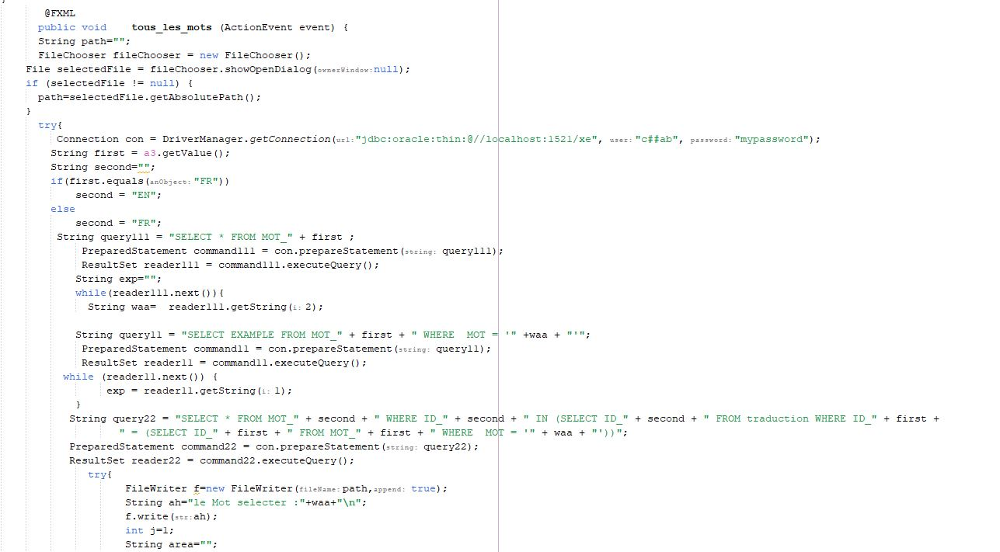 }
@FXML
public void    tous_les_mots (ActionEvent event) {
String path="";
FileChooser fileChooser = new FileChooser();
File selectedFile = fileChooser.showOpenDialog(ownerWindow:null);
if (selectedFile != null) {
path=selectedFile.getAbsolutePath();
}
try{
Connection con = DriverManager.getConnection(url:"jdbc:oracle:thin:@//localhost:1521/xe", user:"c##ab", password:"mypassword");
String first = a3.getValue();
String second="";
if(first.equals(anObject:"FR"))
second = "EN";
else
second = "FR";
String query111 = "SELECT * FROM MOT_" + first ;
PreparedStatement command111 = con.prepareStatement(string: query111);
ResultSet reader111 = command111.executeQuery();
String exp="";
while(reader111.next()){
String waa=  reader111.getString(i:2);
String query11 = "SELECT EXAMPLE FROM MOT_" + first + " WHERE  MOT = '" +waa + "'";
PreparedStatement command11 = con.prepareStatement(string: query11);
ResultSet reader11 = command11.executeQuery();
while (reader11.next()) {
exp = reader11.getString(i:1);
}
String query22 = "SELECT * FROM MOT_" + second + " WHERE ID_" + second + " IN (SELECT ID_" + second + " FROM traduction WHERE ID_" + first +
" = (SELECT ID_" + first + " FROM MOT_" + first + " WHERE  MOT = '" + waa + "'))";
PreparedStatement command22 = con.prepareStatement(string: query22);
ResultSet reader22 = command22.executeQuery();
try{
FileWriter f=new FileWriter(fileName:path,append: true);
String ah="le Mot selecter :"+waa+"\n";
f.write(str:ah);
int j=1;
String area="";